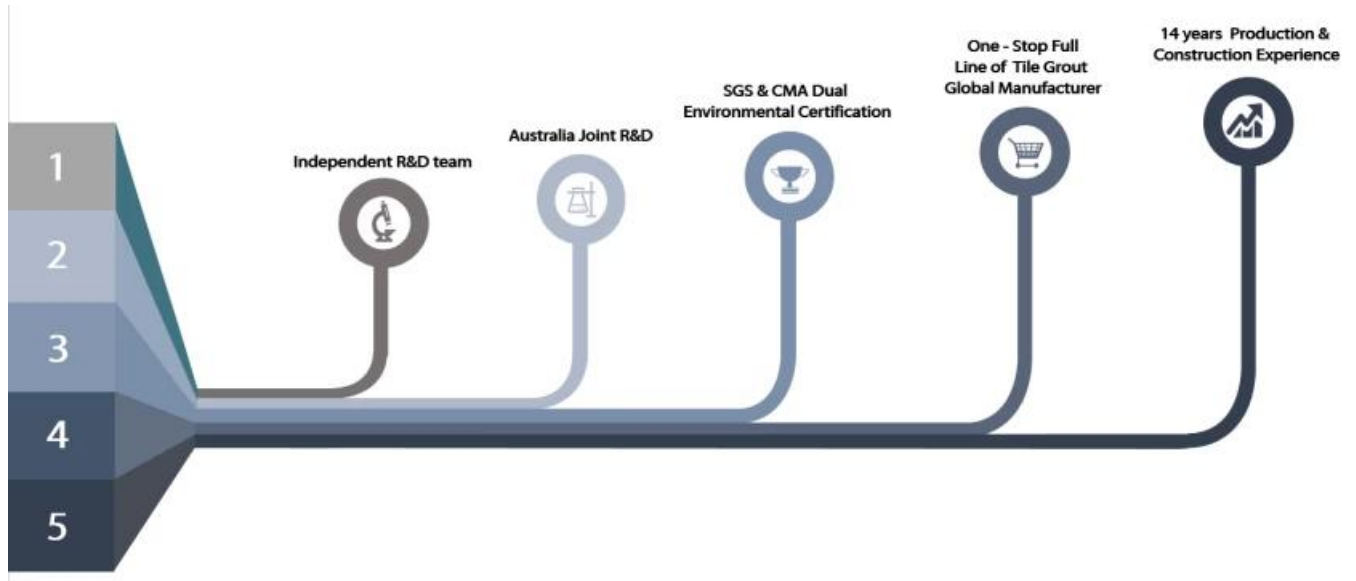 1
2
3
4
5
Independent R&D team
Australia Joint R&D
SGS & CMA Dual
Environmental Certification
One - Stop Full
Line of Tile Grout
Global Manufacturer
14 years Production &
Construction Experience